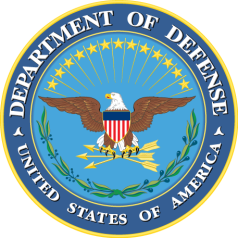 DEPARTMENT OF DEFENSE
UNITED STATES OF AMERICA